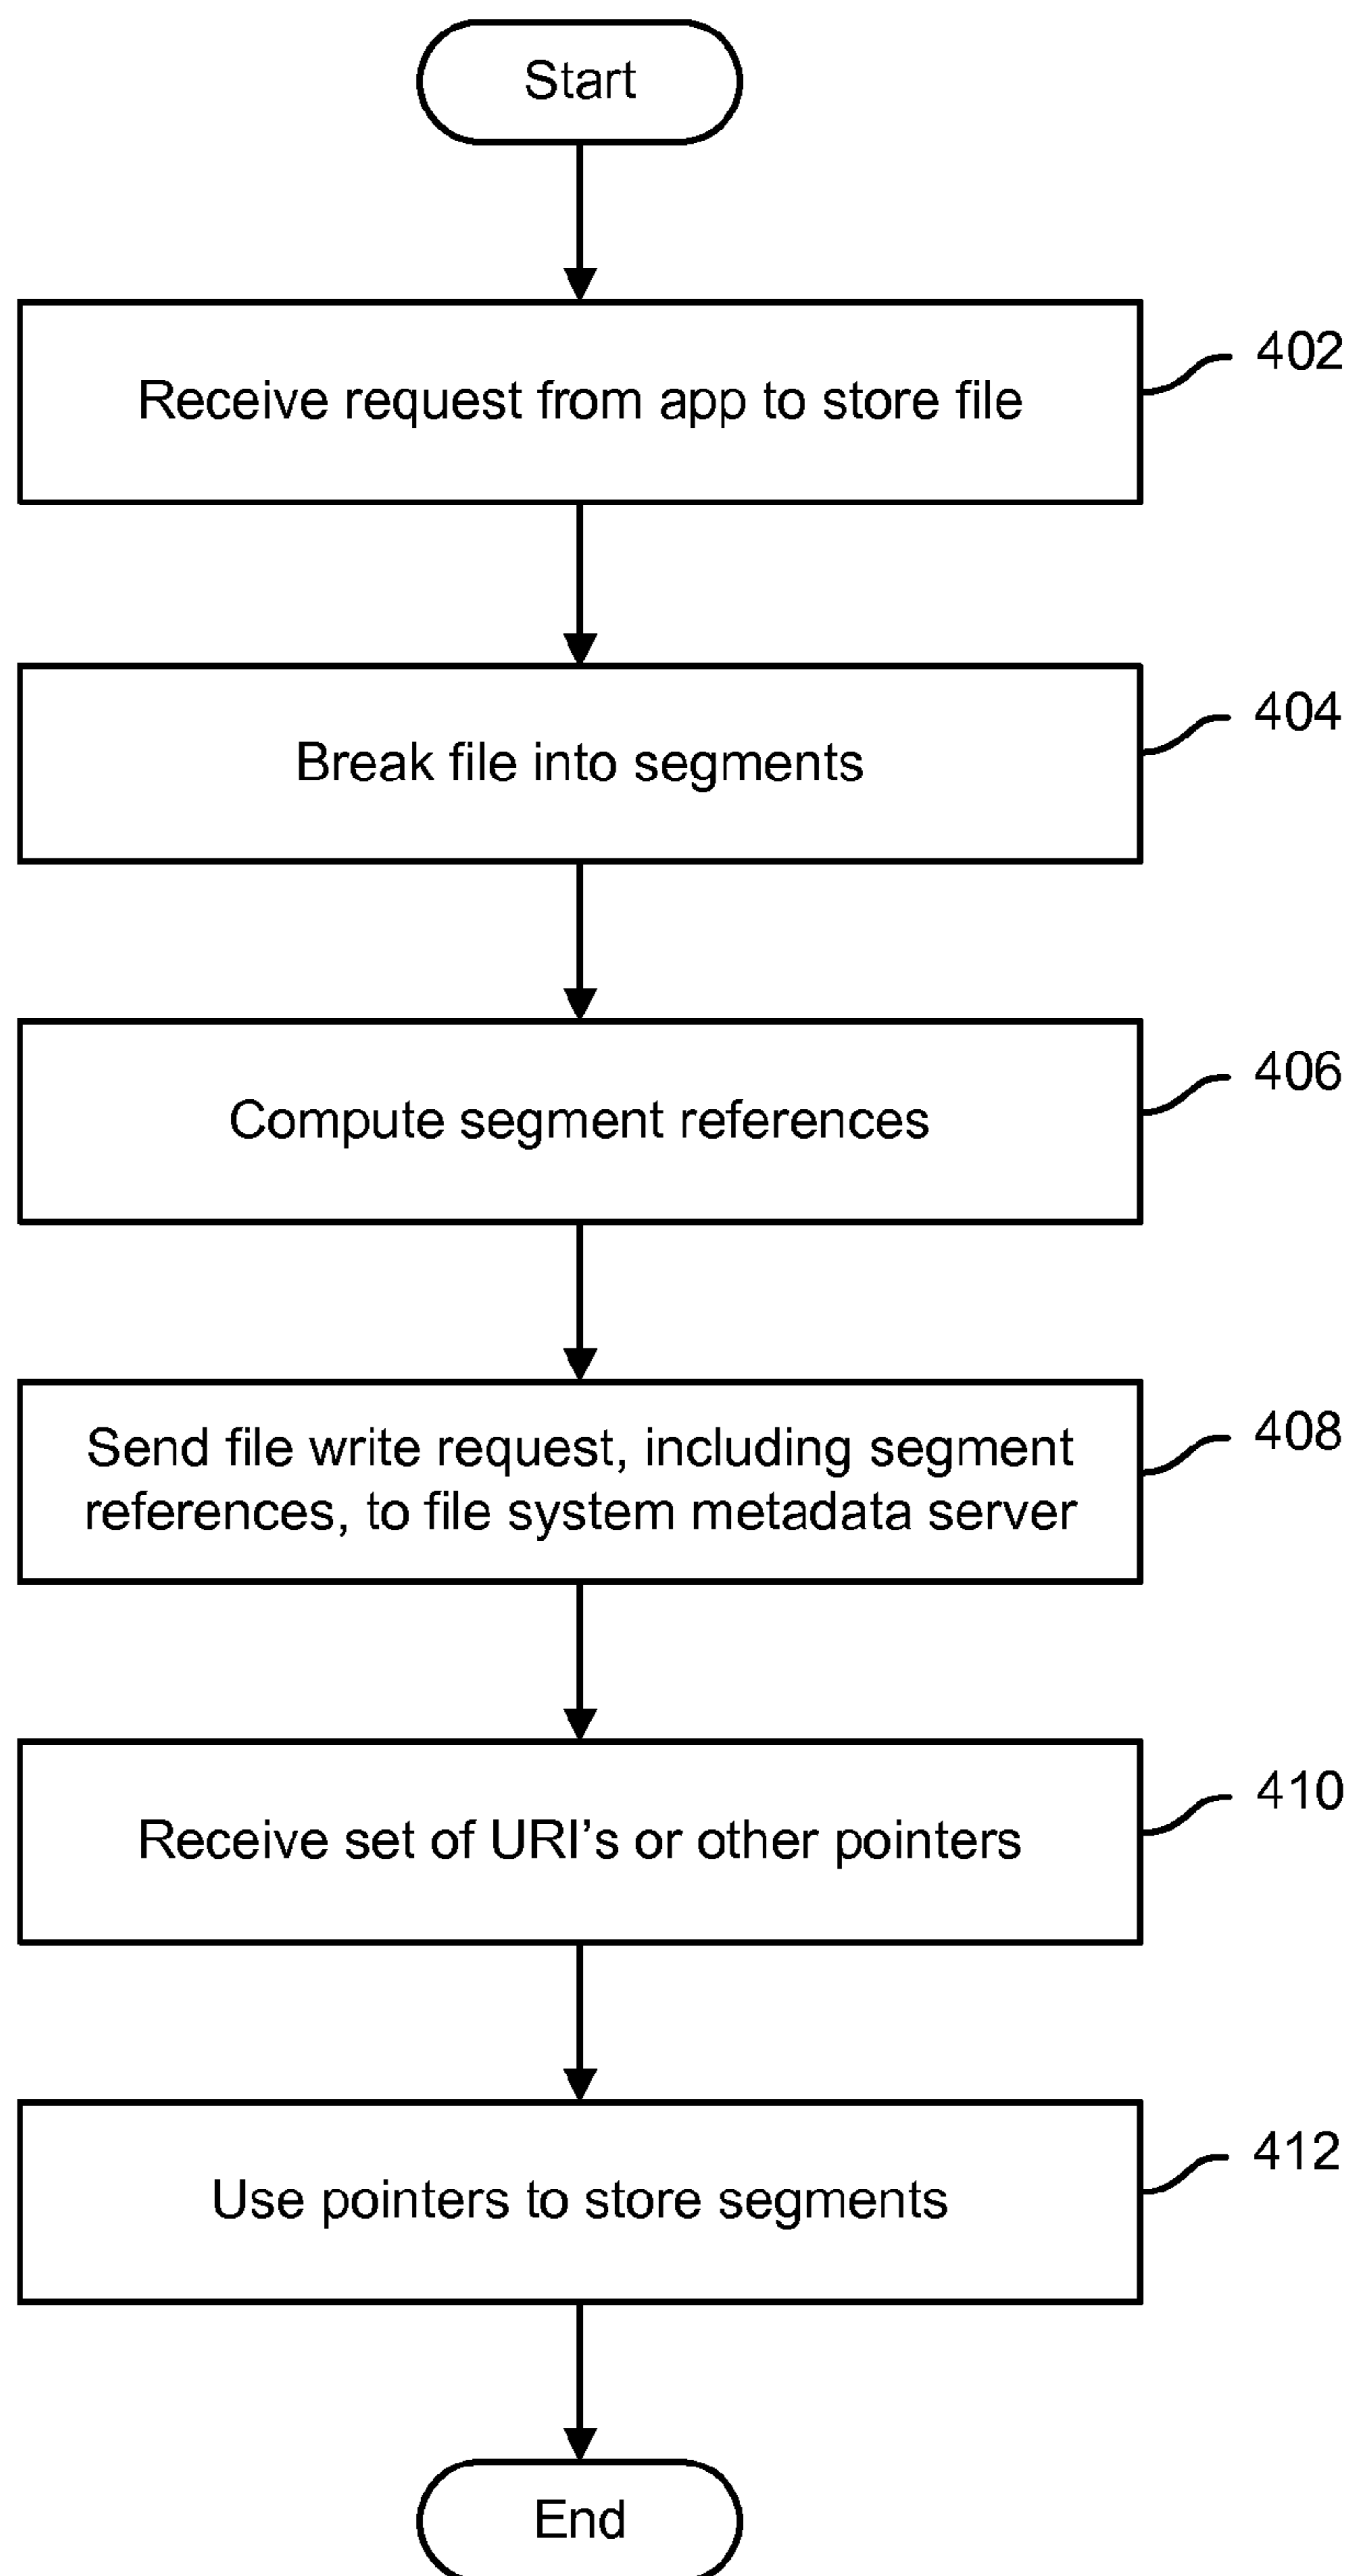 Start
Receive request from app to store file
402
Break file into segments
404
Compute segment references
406
Send file write request, including segment
references, to file system metadata server
408
Receive set of URI’s or other pointers
410
Use pointers to store segments
412
End